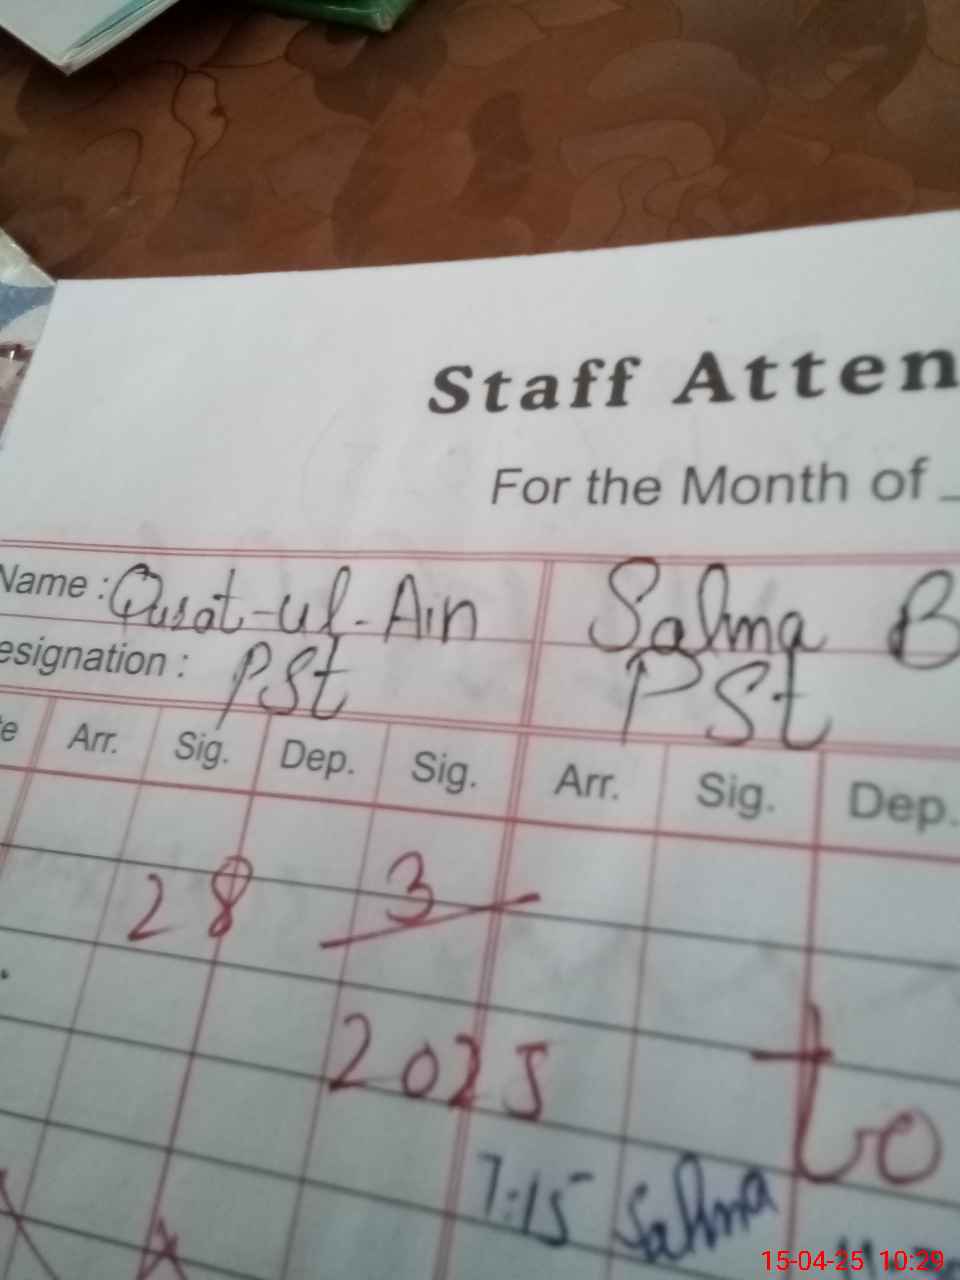 Staff Atten
For the Month of
Name : Qurat-ul-Ain Salma B
esignation : PSt PSt
te Arr. Sig. Dep. Sig. Arr. Sig. Dep.
28 3
2025 to
7:15 Salma
15-04-25 10:29